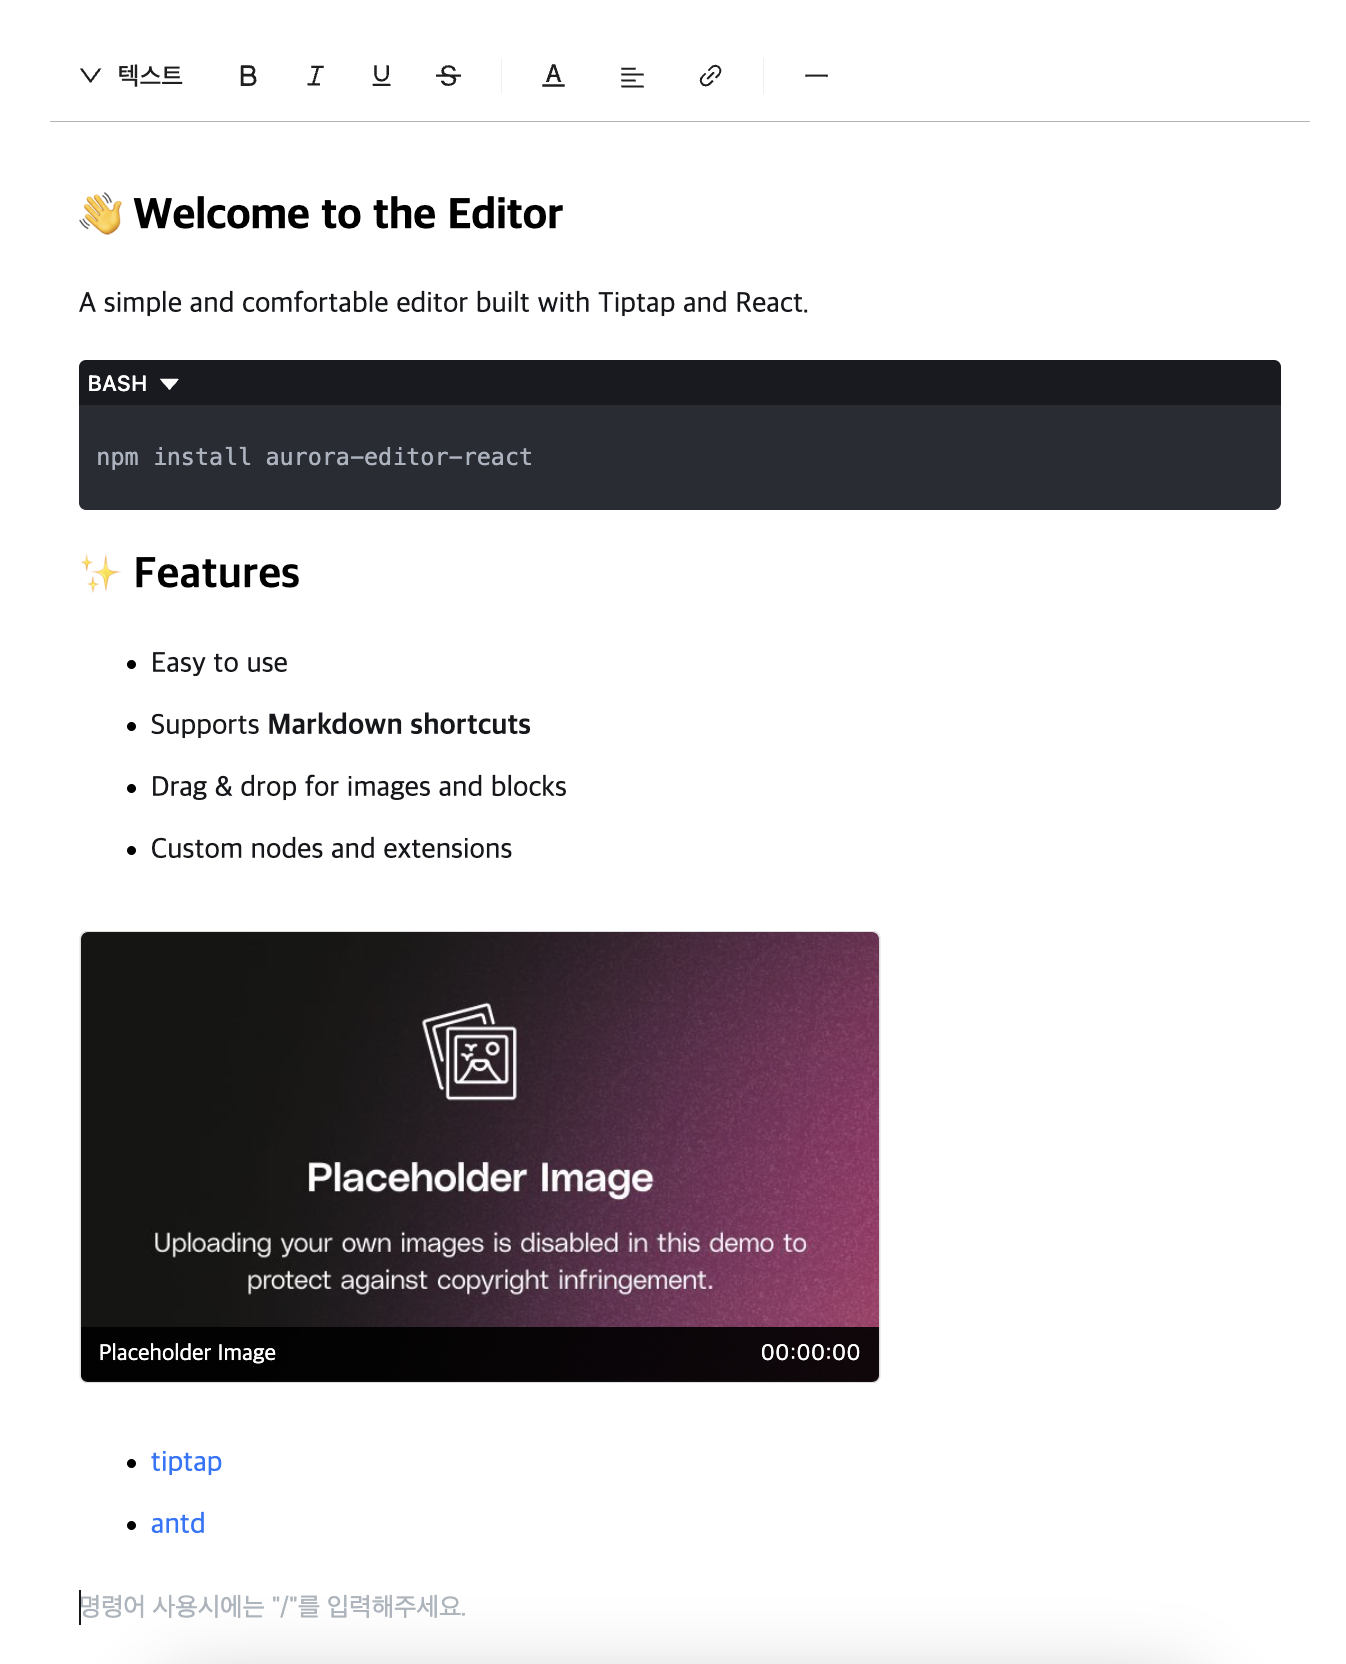 텍스트 B I U S A
👋 Welcome to the Editor
A simple and comfortable editor built with Tiptap and React.
BASH
npm install aurora-editor-react
✨ Features
• Easy to use
• Supports Markdown shortcuts
• Drag & drop for images and blocks
• Custom nodes and extensions
Placeholder Image
Uploading your own images is disabled in this demo to
protect against copyright infringement.
Placeholder Image 00:00:00
• tiptap
• antd
명령어 사용시에는 "/"를 입력해주세요.